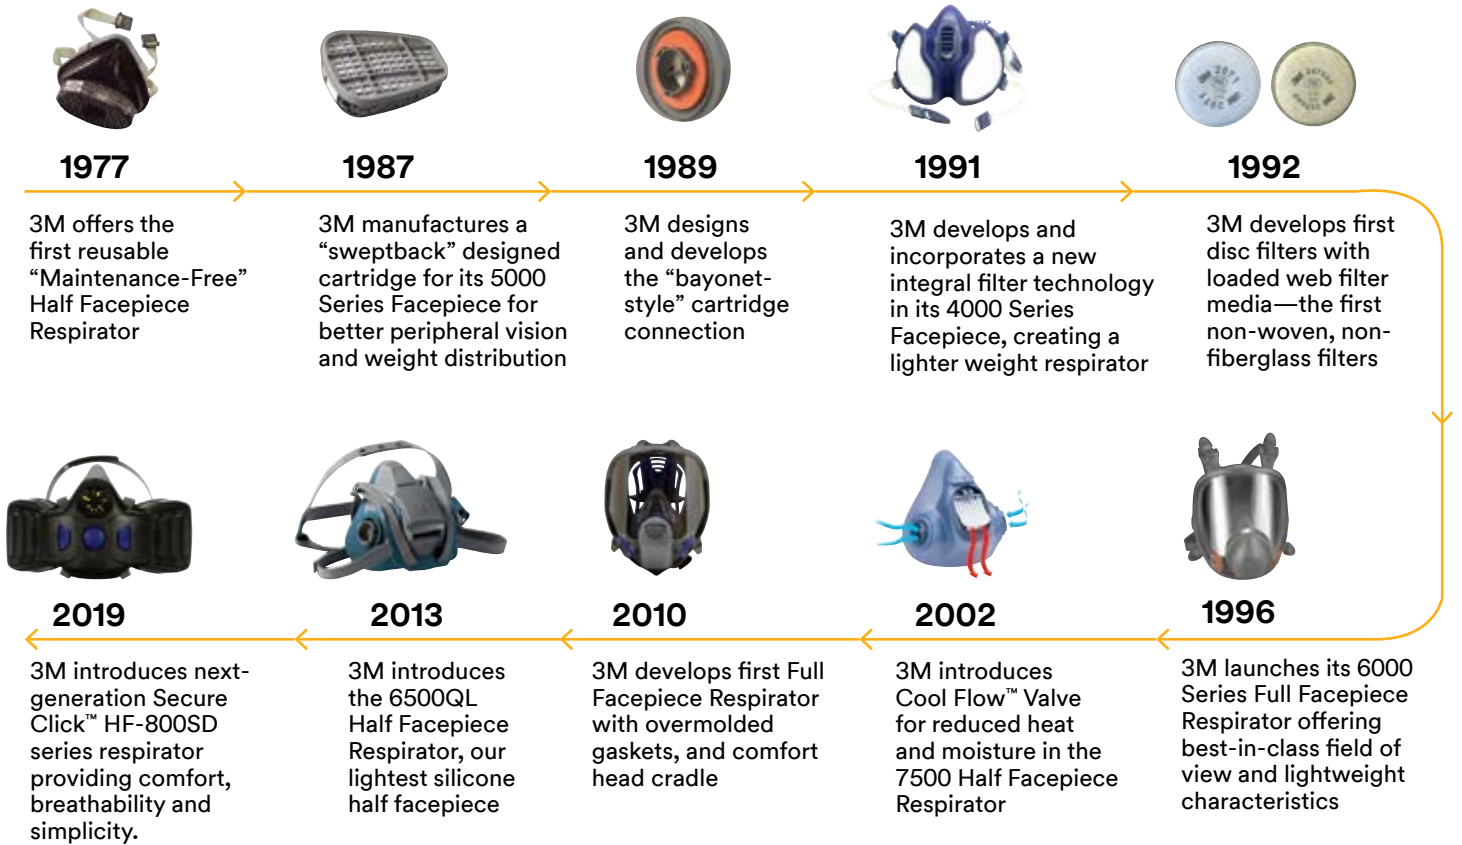 1977
3M offers the
first reusable
“Maintenance-Free”
Half Facepiece
Respirator
1987
3M manufactures a
“sweptback” designed
cartridge for its 5000
Series Facepiece for
better peripheral vision
and weight distribution
1989
3M designs
and develops
the “bayonet-
style” cartridge
connection
1991
3M develops and
incorporates a new
integral filter technology
in its 4000 Series
Facepiece, creating a
lighter weight respirator
2071
1992
3M develops first
disc filters with
loaded web filter
media—the first
non-woven, non-
fiberglass filters
1996
3M launches its 6000
Series Full Facepiece
Respirator offering
best-in-class field of
view and lightweight
characteristics
2002
3M introduces
Cool Flow™ Valve
for reduced heat
and moisture in the
7500 Half Facepiece
Respirator
2010
3M develops first Full
Facepiece Respirator
with overmolded
gaskets, and comfort
head cradle
2013
3M introduces
the 6500QL
Half Facepiece
Respirator, our
lightest silicone
half facepiece
2019
3M introduces next-
generation Secure
Click™ HF-800SD
series respirator
providing comfort,
breathability and
simplicity.